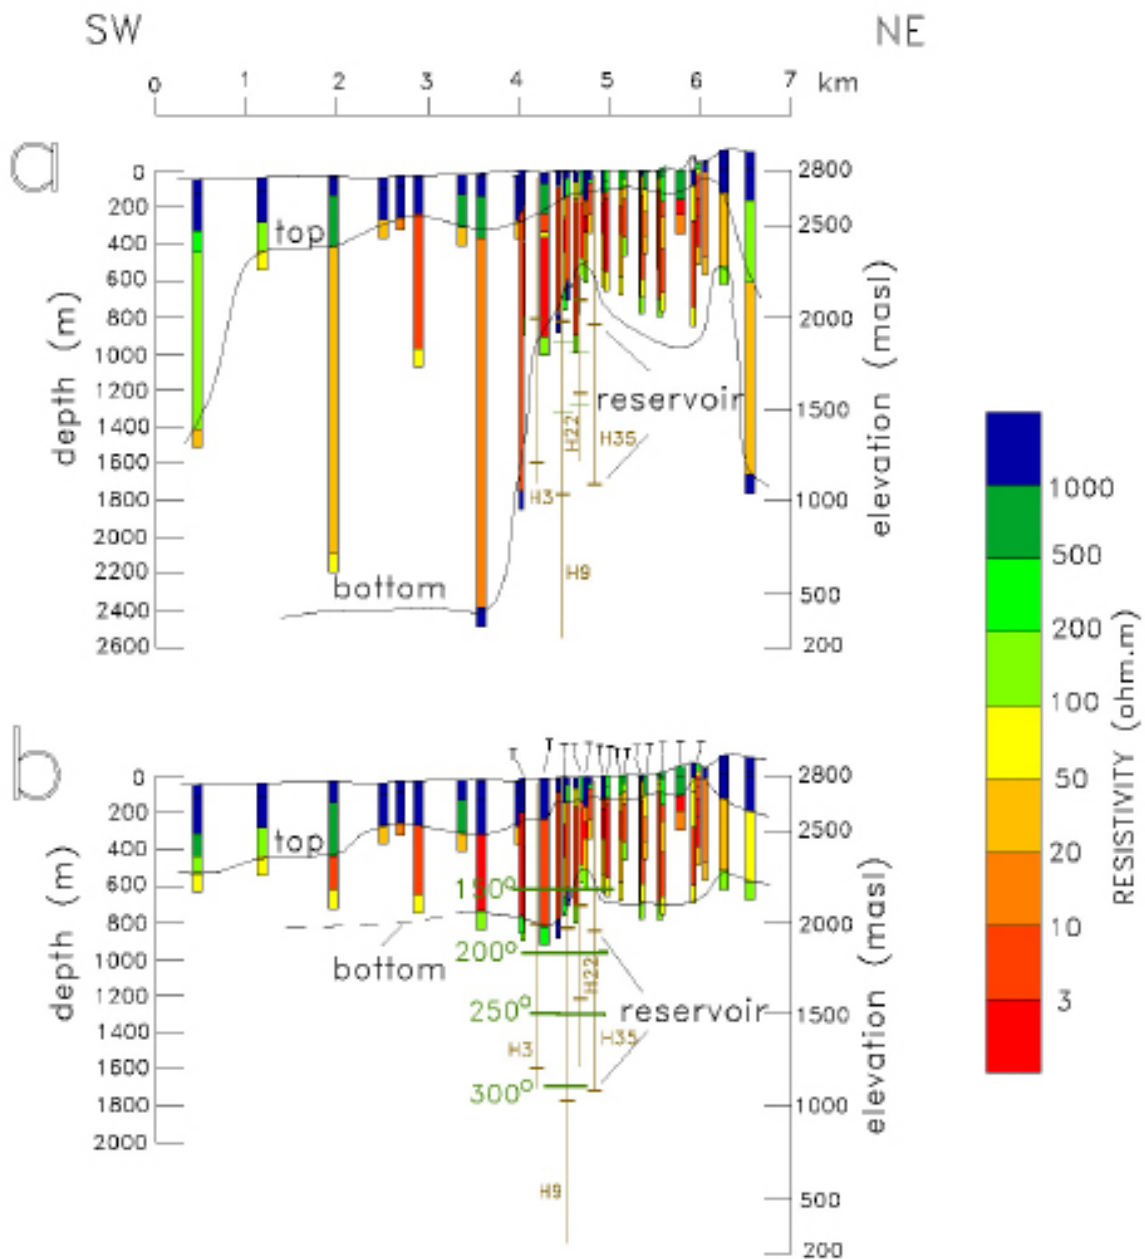 SW NE
0 1 2 3 4 5 6 7 km
a
0 2800
200 2500
400 top
600
800 2000
1000
1200 reservoir
1400 1500
1600 H22 H35
1800 H3 1000
2000
2200 H9
2400 bottom 500
2600 200
depth (m)
elevation (masl)
b
T T T T T T T T T T T T T
0 2800
200 2500
400 top
600 150°
800 2000
1000 bottom 200°
1200 H22
1400 250° reservoir 1500
1600 H3 H35
1800 300° 1000
2000
H9 500
200
depth (m)
elevation (masl)
1000
500
200
100
50
20
10
3
RESISTIVITY (ohm.m)